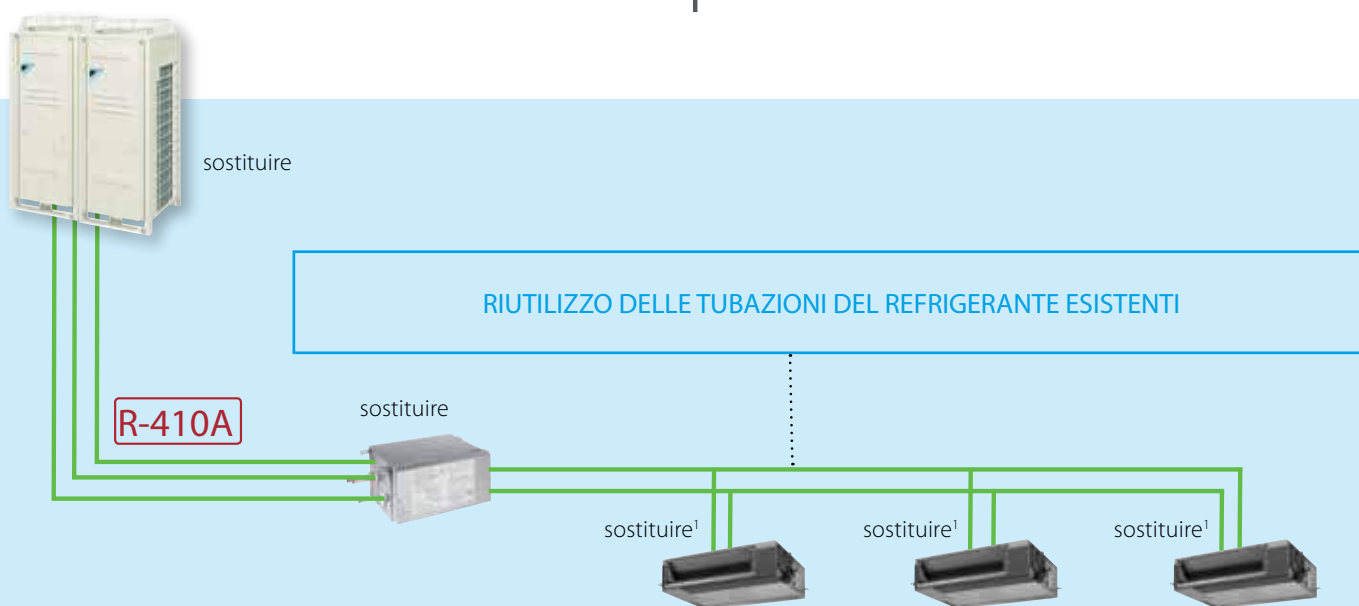 sostituire
RIUTILIZZO DELLE TUBAZIONI DEL REFRIGERANTE ESISTENTI
R-410A
sostituire
sostituire¹
sostituire¹
sostituire¹